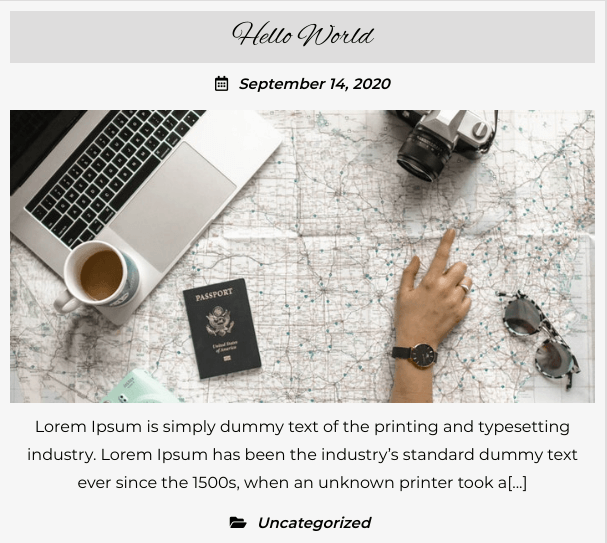 Hello World
September 14, 2020
PASSPORT
United States
of America
Lorem Ipsum is simply dummy text of the printing and typesetting
industry. Lorem Ipsum has been the industry’s standard dummy text
ever since the 1500s, when an unknown printer took a[...]
Uncategorized